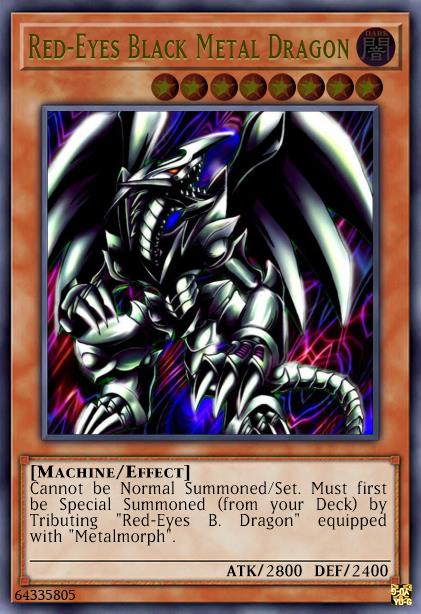 Red-Eyes Black Metal Dragon
DARK
闇
[Machine/Effect]
Cannot be Normal Summoned/Set. Must first
be Special Summoned (from your Deck) by
Tributing "Red-Eyes B. Dragon" equipped
with "Metalmorph".
ATK/2800 DEF/2400
64335805